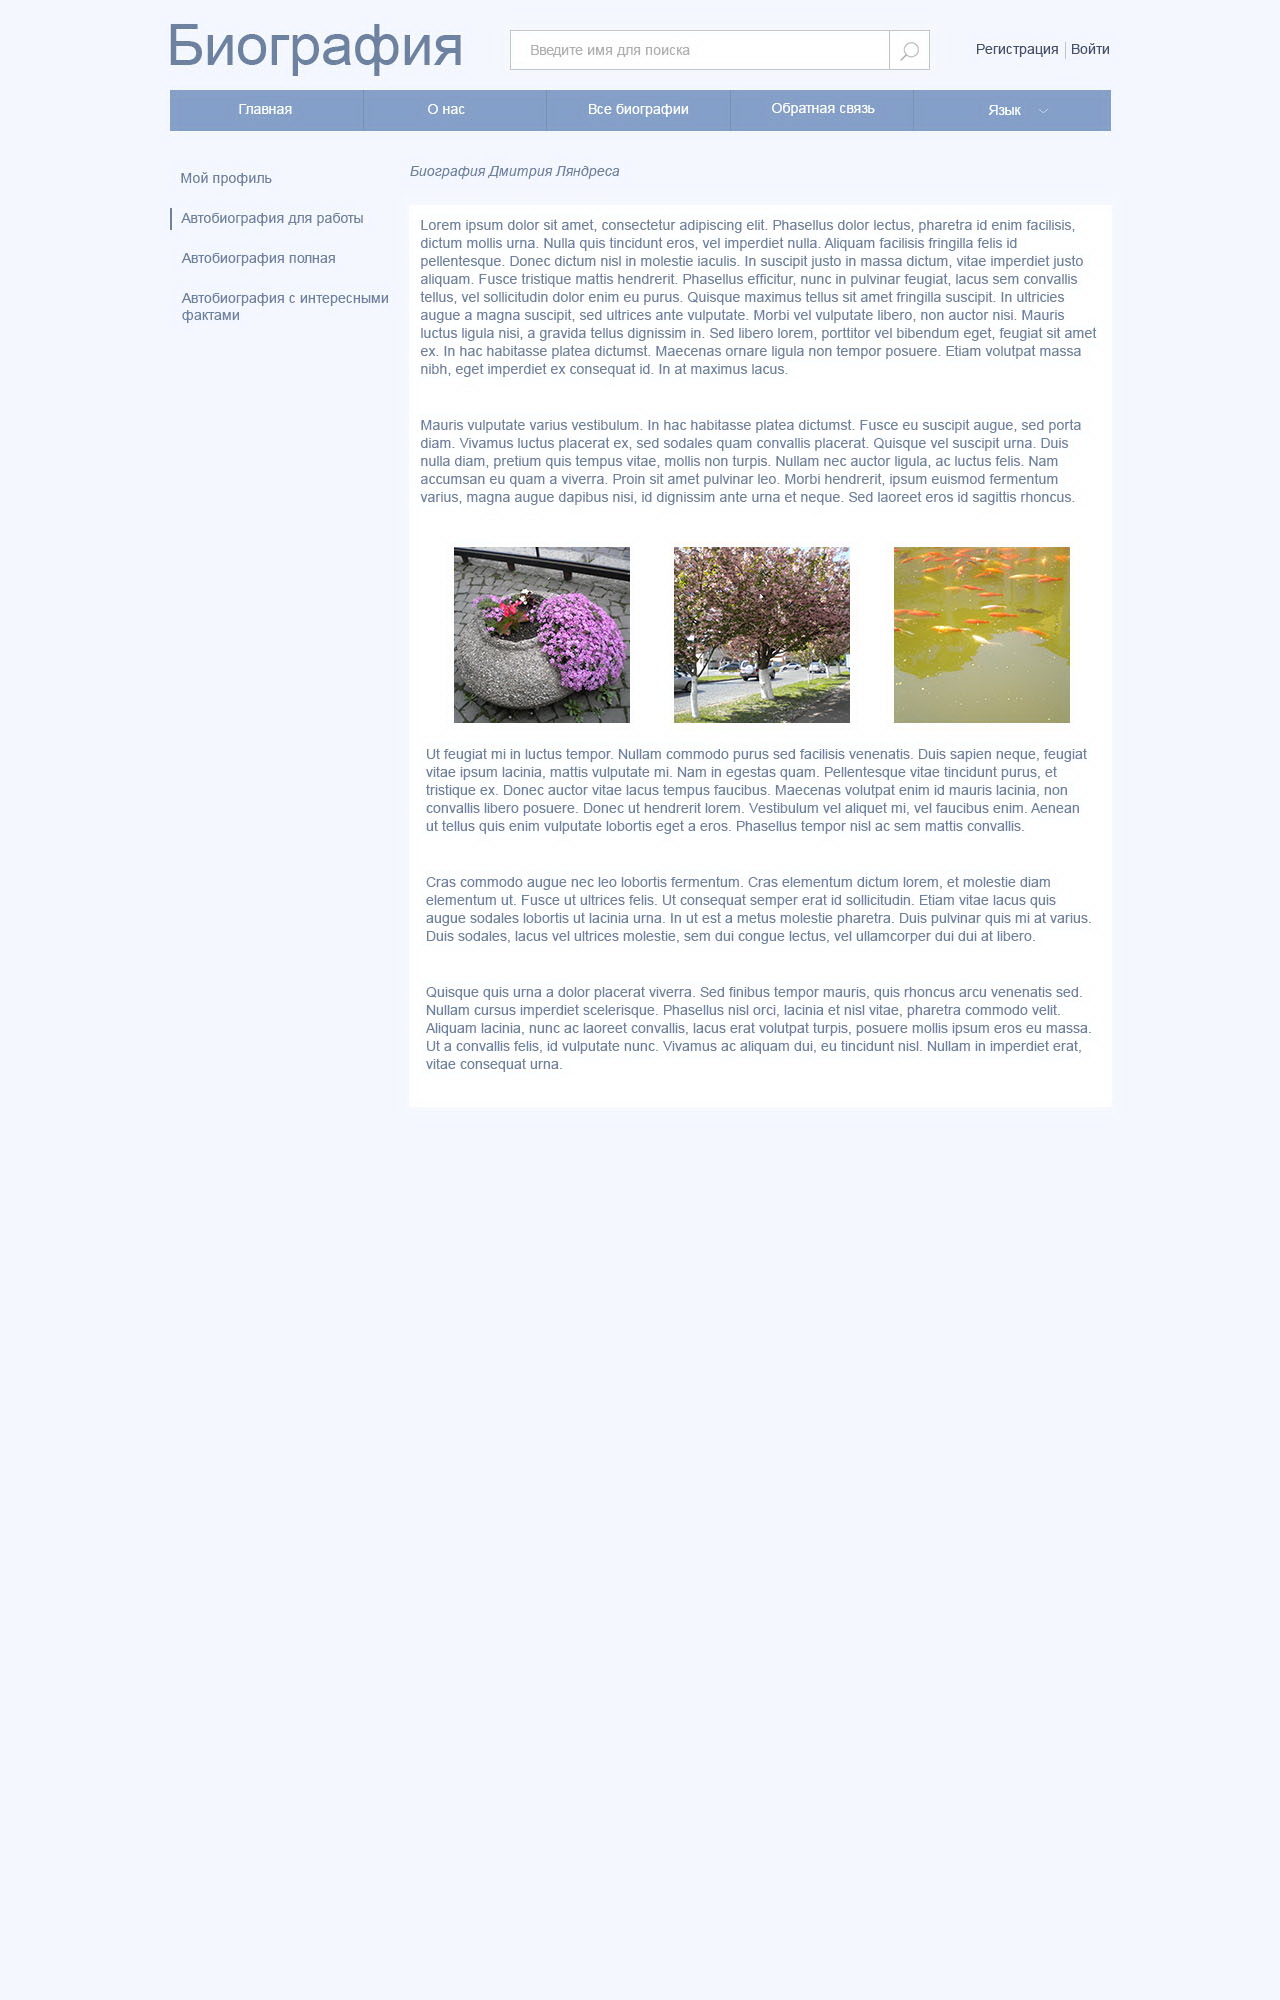 Биография
Введите имя для поиска
Регистрация Войти
Главная О нас Все биографии Обратная связь Язык
Мой профиль
Автобиография для работы
Автобиография полная
Автобиография с интересными
фактами
Биография Дмитрия Ляндреса
Lorem ipsum dolor sit amet, consectetur adipiscing elit. Phasellus dolor lectus, pharetra id enim facilisis,
dictum mollis urna. Nulla quis tincidunt eros, vel imperdiet nulla. Aliquam facilisis fringilla felis id
pellentesque. Donec dictum nisl in molestie iaculis. In suscipit justo in massa dictum, vitae imperdiet justo
aliquam. Fusce tristique mattis hendrerit. Phasellus efficitur, nunc in pulvinar feugiat, lacus sem convallis
tellus, vel sollicitudin dolor enim eu purus. Quisque maximus tellus sit amet fringilla suscipit. In ultricies
augue a magna suscipit, sed ultrices ante vulputate. Morbi vel vulputate libero, non auctor nisi. Mauris
luctus ligula nisi, a gravida tellus dignissim in. Sed libero lorem, porttitor vel bibendum eget, feugiat sit amet
ex. In hac habitasse platea dictumst. Maecenas ornare ligula non tempor posuere. Etiam volutpat massa
nibh, eget imperdiet ex consequat id. In at maximus lacus.
Mauris vulputate varius vestibulum. In hac habitasse platea dictumst. Fusce eu suscipit augue, sed porta
diam. Vivamus luctus placerat ex, sed sodales quam convallis placerat. Quisque vel suscipit urna. Duis
nulla diam, pretium quis tempus vitae, mollis non turpis. Nullam nec auctor ligula, ac luctus felis. Nam
accumsan eu quam a viverra. Proin sit amet pulvinar leo. Morbi hendrerit, ipsum euismod fermentum
varius, magna augue dapibus nisi, id dignissim ante urna et neque. Sed laoreet eros id sagittis rhoncus.
Ut feugiat mi in luctus tempor. Nullam commodo purus sed facilisis venenatis. Duis sapien neque, feugiat
vitae ipsum lacinia, mattis vulputate mi. Nam in egestas quam. Pellentesque vitae tincidunt purus, et
tristique ex. Donec auctor vitae lacus tempus faucibus. Maecenas volutpat enim id mauris lacinia, non
convallis libero posuere. Donec ut hendrerit lorem. Vestibulum vel aliquet mi, vel faucibus enim. Aenean
ut tellus quis enim vulputate lobortis eget a eros. Phasellus tempor nisl ac sem mattis convallis.
Cras commodo augue nec leo lobortis fermentum. Cras elementum dictum lorem, et molestie diam
elementum ut. Fusce ut ultrices felis. Ut consequat semper erat id sollicitudin. Etiam vitae lacus quis
augue sodales lobortis ut lacinia urna. In ut est a metus molestie pharetra. Duis pulvinar quis mi at varius.
Duis sodales, lacus vel ultrices molestie, sem dui congue lectus, vel ullamcorper dui dui at libero.
Quisque quis urna a dolor placerat viverra. Sed finibus tempor mauris, quis rhoncus arcu venenatis sed.
Nullam cursus imperdiet scelerisque. Phasellus nisl orci, lacinia et nisl vitae, pharetra commodo velit.
Aliquam lacinia, nunc ac laoreet convallis, lacus erat volutpat turpis, posuere mollis ipsum eros eu massa.
Ut a convallis felis, id vulputate nunc. Vivamus ac aliquam dui, eu tincidunt nisl. Nullam in imperdiet erat,
vitae consequat urna.